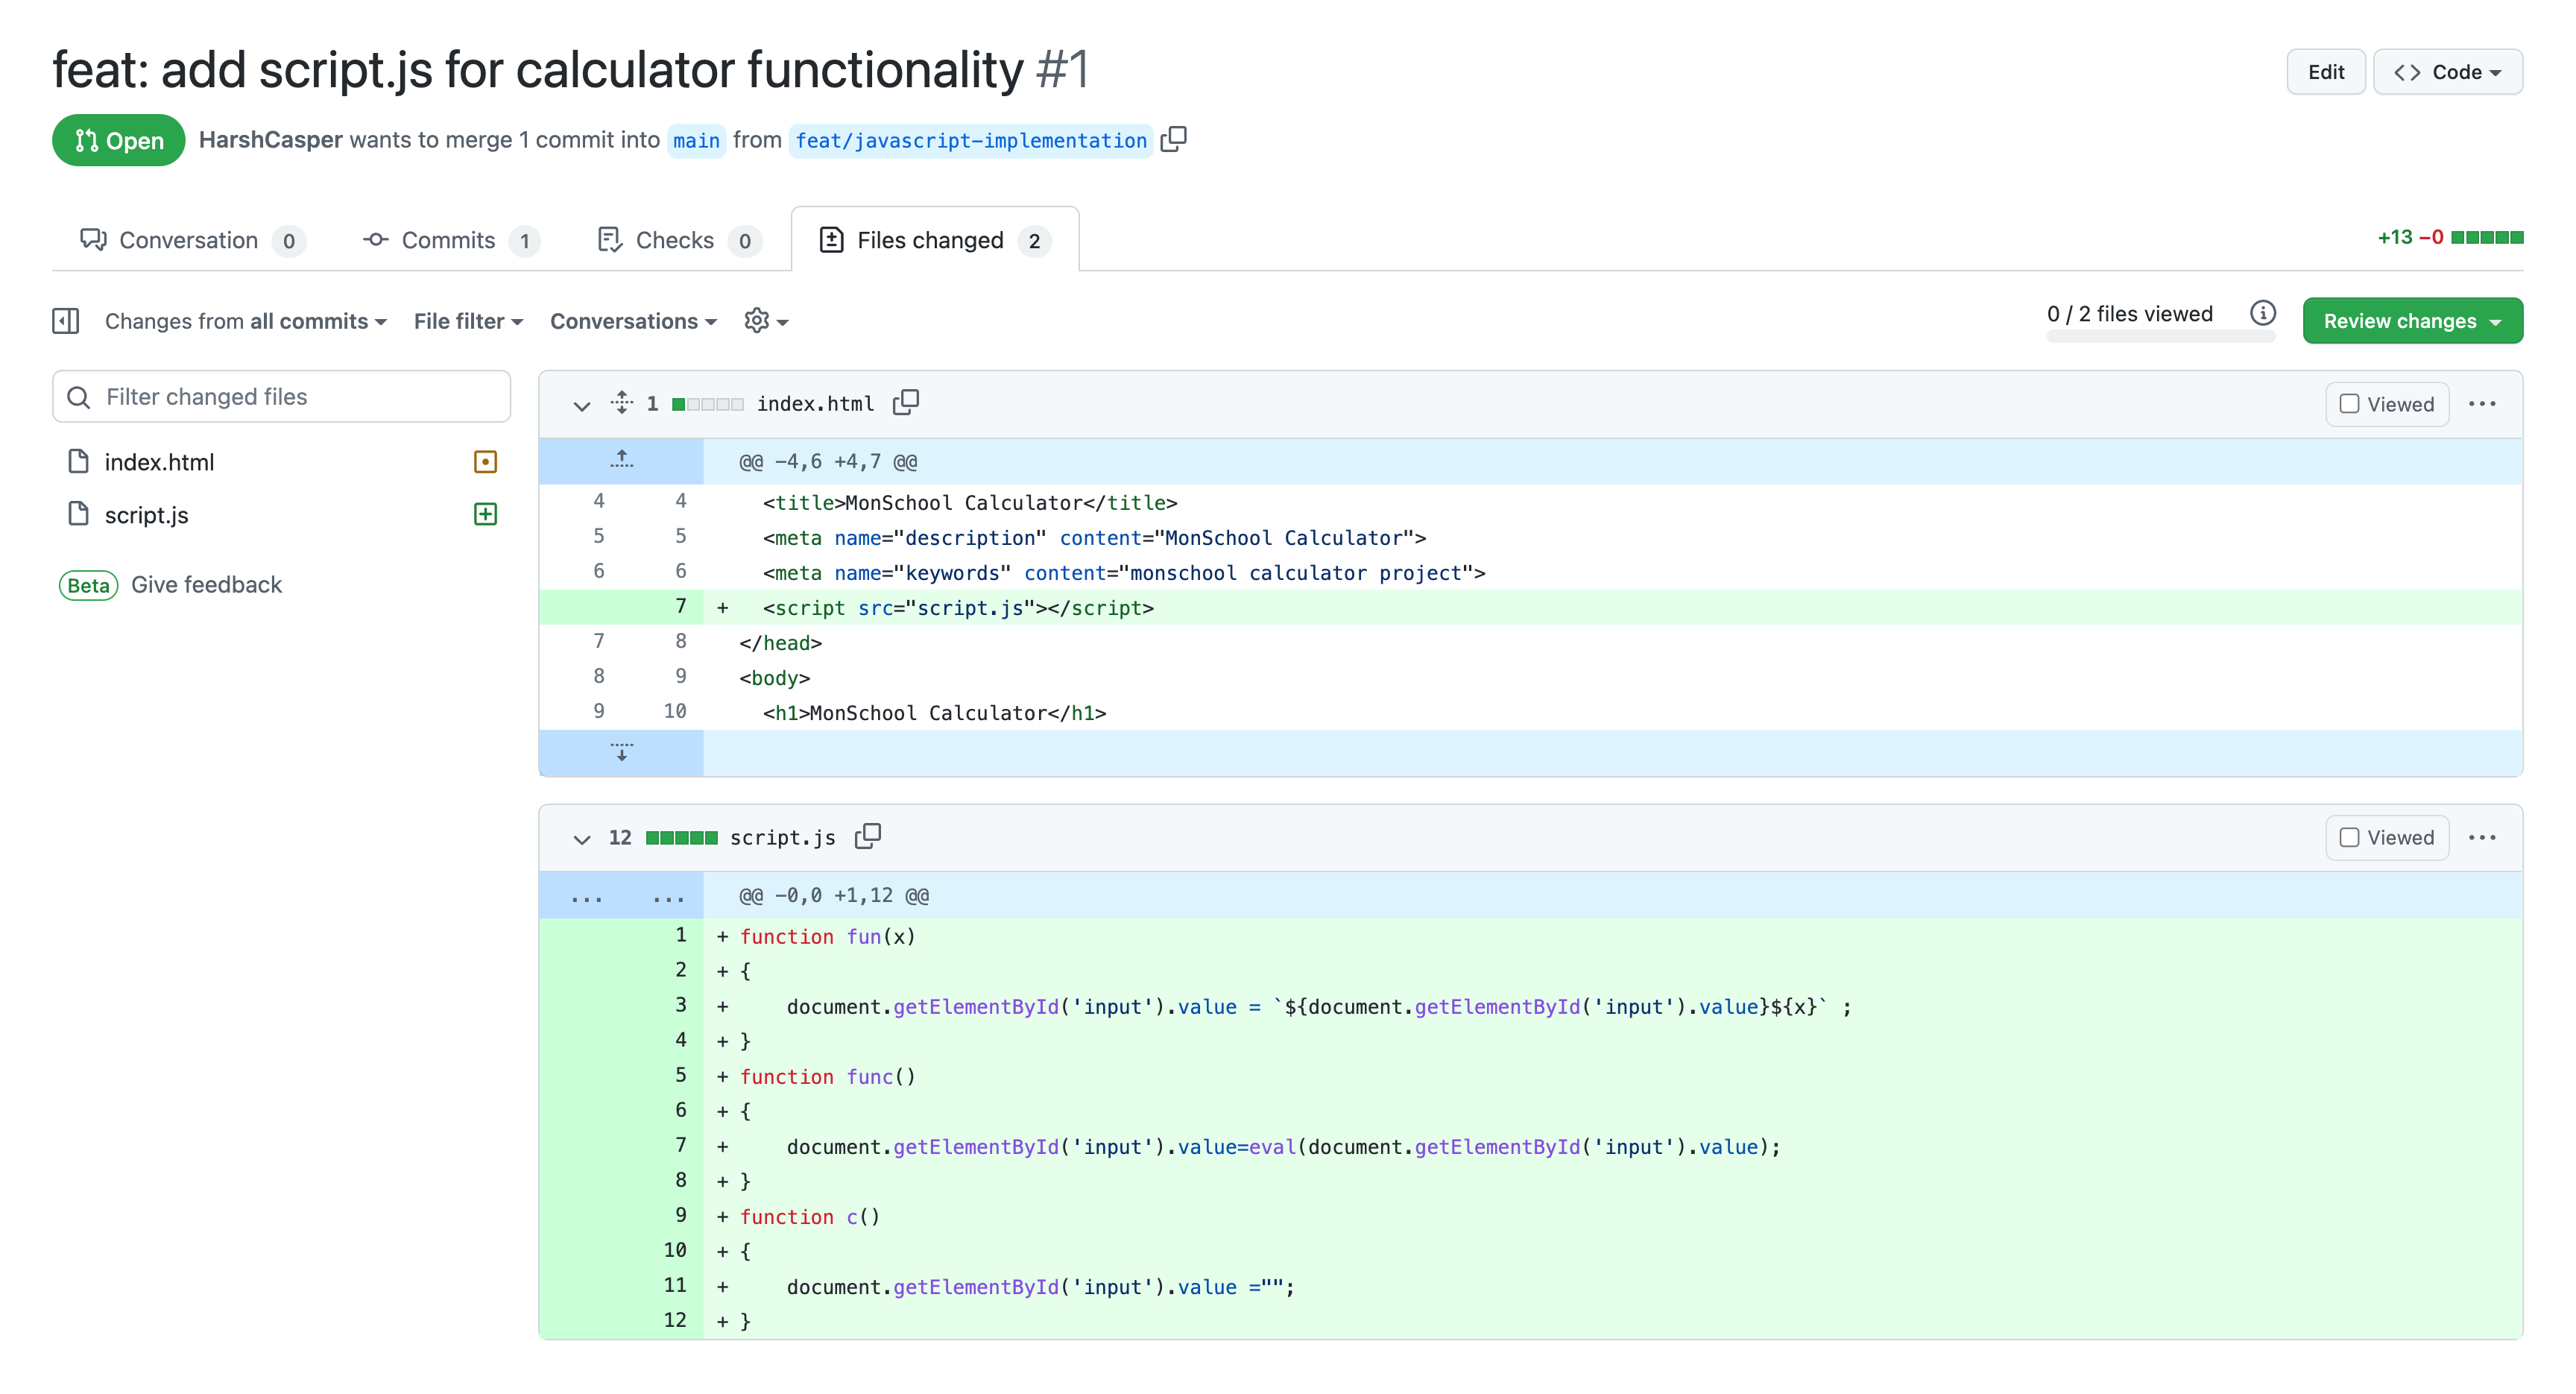 feat: add script.js for calculator functionality #1
Edit
Code
Open
HarshCasper wants to merge 1 commit into main from feat/javascript-implementation
Conversation 0
Commits 1
Checks 0
Files changed 2
+13 −0
Changes from all commits
File filter
Conversations
0 / 2 files viewed
Review changes
Filter changed files
index.html
script.js
Beta Give feedback
1 index.html
Viewed
@@ -4,6 +4,7 @@
4 4 <title>MonSchool Calculator</title>
5 5 <meta name="description" content="MonSchool Calculator">
6 6 <meta name="keywords" content="monschool calculator project">
7 + <script src="script.js"></script>
7 8 </head>
8 9 <body>
9 10 <h1>MonSchool Calculator</h1>
12 script.js
Viewed
... ... @@ -0,0 +1,12 @@
1 + function fun(x)
2 + {
3 + document.getElementById('input').value = `${document.getElementById('input').value}${x}` ;
4 + }
5 + function func()
6 + {
7 + document.getElementById('input').value=eval(document.getElementById('input').value);
8 + }
9 + function c()
10 + {
11 + document.getElementById('input').value ="";
12 + }